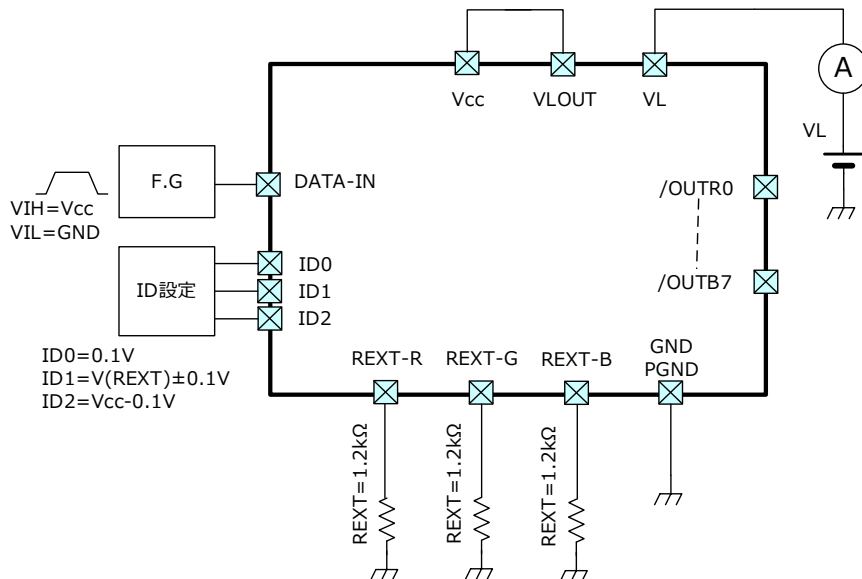 A
Vcc
VLOUT
VL
VL
F.G
DATA-IN
/OUTR0
VIH=Vcc
VIL=GND
ID設定
ID0
ID1
ID2
/OUTB7
ID0=0.1V
ID1=V(REXT)±0.1V
ID2=Vcc-0.1V
REXT-R
REXT-G
REXT-B
GND
PGND
REXT=1.2kΩ
REXT=1.2kΩ
REXT=1.2kΩ